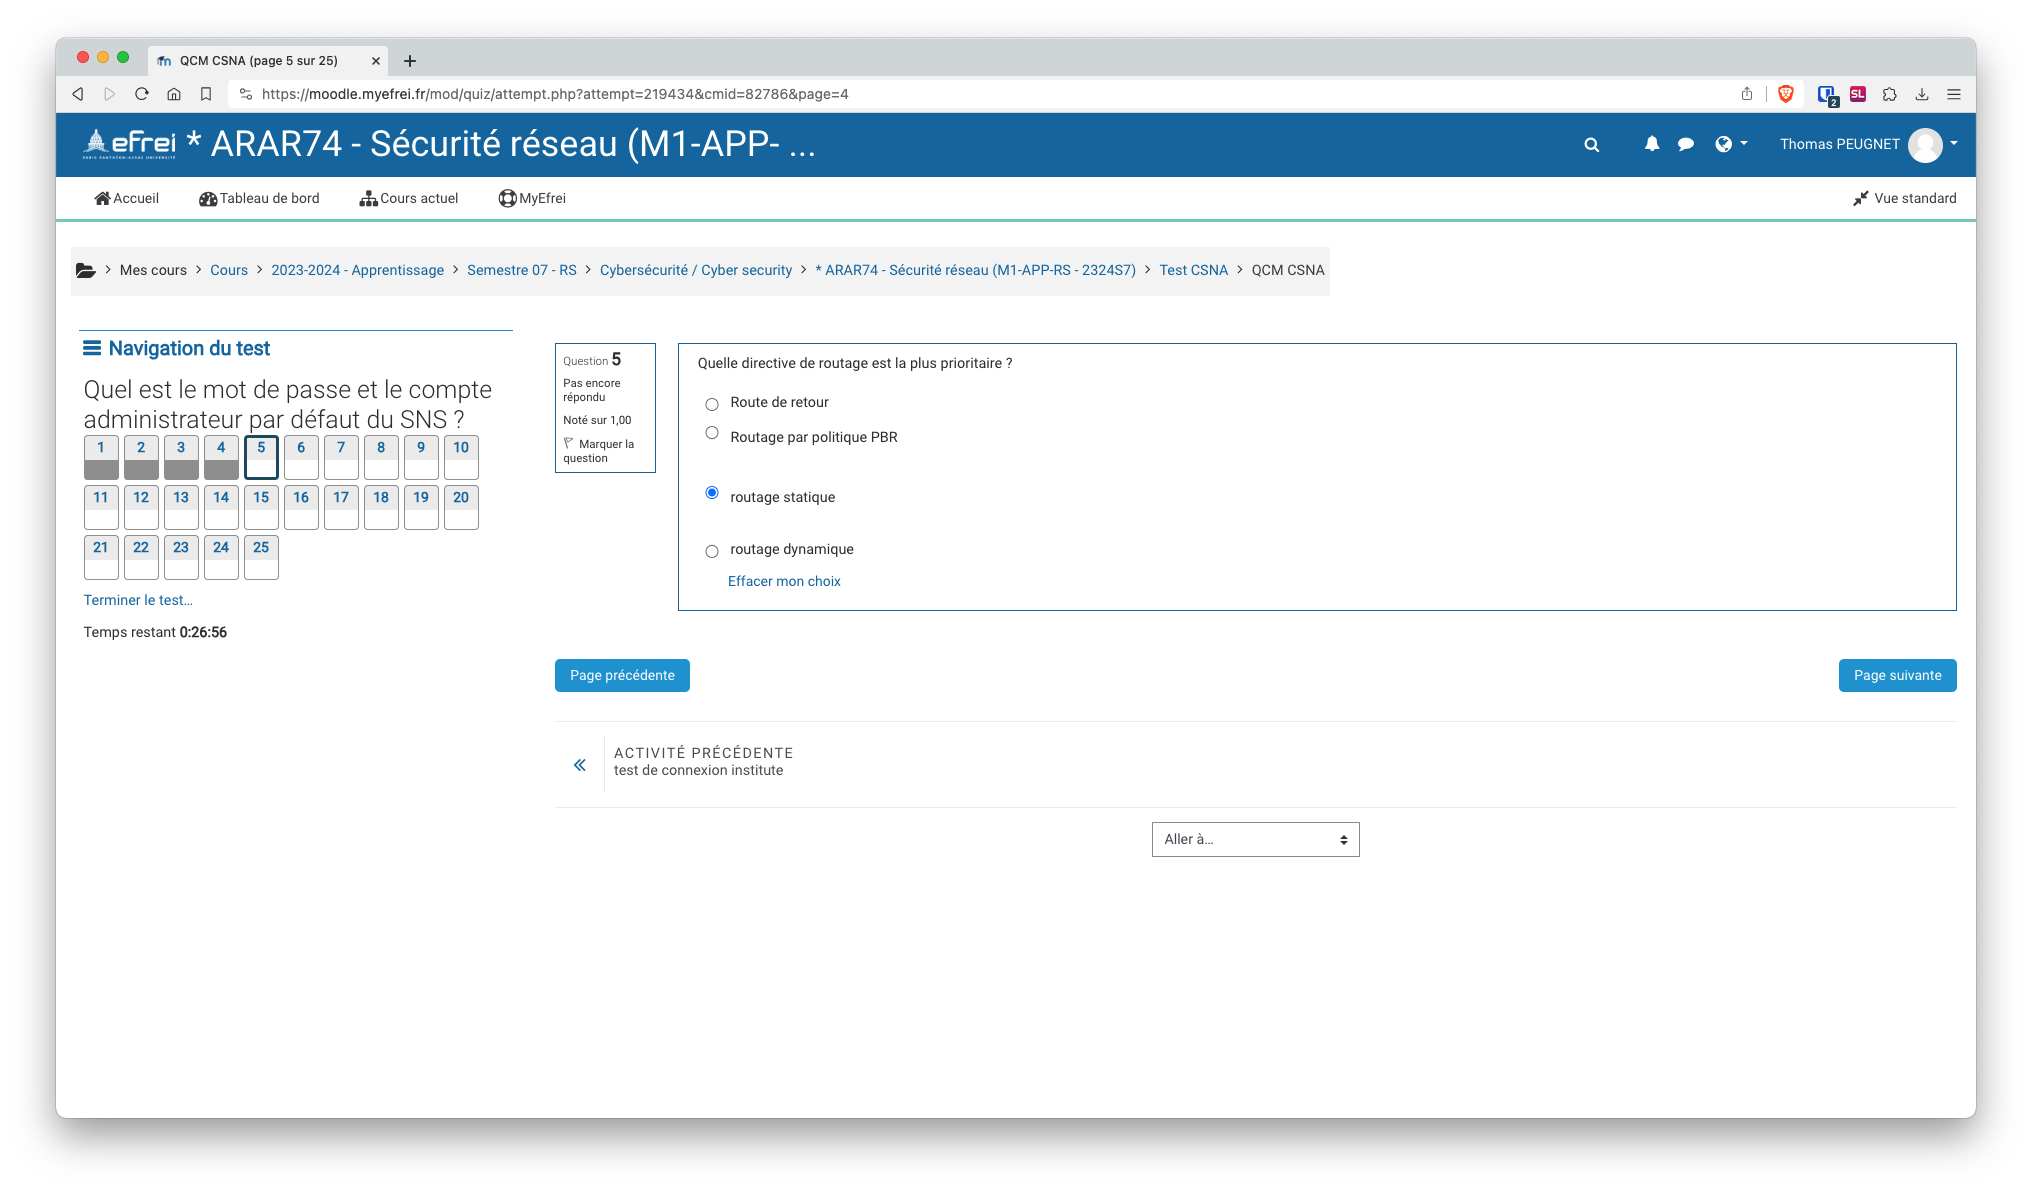 QCM CSNA (page 5 sur 25)
https://moodle.myefrei.fr/mod/quiz/attempt.php?attempt=219434&cmid=82786&page=4
2
SL
efrei
PARIS PANTHÉON-ASSAS UNIVERSITÉ
* ARAR74 - Sécurité réseau (M1-APP- ...
Thomas PEUGNET
Accueil
Tableau de bord
Cours actuel
MyEfrei
Vue standard
Mes cours > Cours > 2023-2024 - Apprentissage > Semestre 07 - RS > Cybersécurité / Cyber security > * ARAR74 - Sécurité réseau (M1-APP-RS - 2324S7) > Test CSNA > QCM CSNA
Navigation du test
Quel est le mot de passe et le compte
administrateur par défaut du SNS ?
1 2 3 4 5 6 7 8 9 10
11 12 13 14 15 16 17 18 19 20
21 22 23 24 25
Terminer le test...
Temps restant 0:26:56
Question 5
Pas encore
répondu
Noté sur 1,00
Marquer la
question
Quelle directive de routage est la plus prioritaire ?
Route de retour
Routage par politique PBR
routage statique
routage dynamique
Effacer mon choix
Page précédente
Page suivante
ACTIVITÉ PRÉCÉDENTE
test de connexion institute
Aller à...